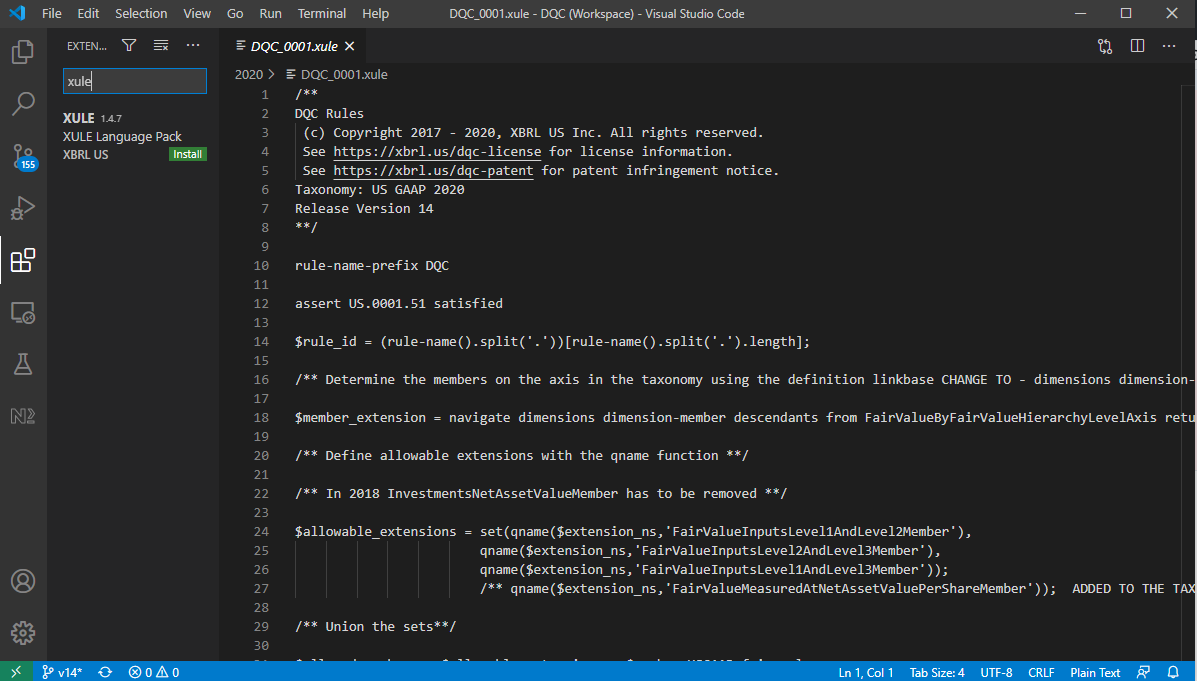 File Edit Selection View Go Run Terminal Help DQC_0001.xule - DQC (Workspace) - Visual Studio Code
EXTEN...
xule
XULE 1.4.7
XULE Language Pack
XBRL US Install
155
DQC_0001.xule
2020 > DQC_0001.xule
1 /**
2 DQC Rules
3 (c) Copyright 2017 - 2020, XBRL US Inc. All rights reserved.
4 See https://xbrl.us/dqc-license for license information.
5 See https://xbrl.us/dqc-patent for patent infringement notice.
6 Taxonomy: US GAAP 2020
7 Release Version 14
8 **/
9
10 rule-name-prefix DQC
11
12 assert US.0001.51 satisfied
13
14 $rule_id = (rule-name().split('.'))[rule-name().split('.').length];
15
16 /** Determine the members on the axis in the taxonomy using the definition linkbase CHANGE TO - dimensions dimension-
17
18 $member_extension = navigate dimensions dimension-member descendants from FairValueByFairValueHierarchyLevelAxis retu
19
20 /** Define allowable extensions with the qname function **/
21
22 /** In 2018 InvestmentsNetAssetValueMember has to be removed **/
23
24 $allowable_extensions = set(qname($extension_ns,'FairValueInputsLevel1AndLevel2Member'),
25 qname($extension_ns,'FairValueInputsLevel2AndLevel3Member'),
26 qname($extension_ns,'FairValueInputsLevel1AndLevel3Member'));
27 /** qname($extension_ns,'FairValueMeasuredAtNetAssetValuePerShareMember')); ADDED TO THE TAX
28
29 /** Union the sets**/
30
v14* 0 0 Ln 1, Col 1 Tab Size: 4 UTF-8 CRLF Plain Text